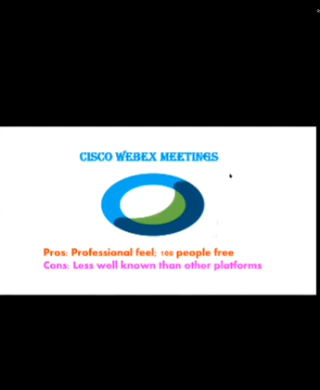 CISCO WEBEX MEETINGS
Pros: Professional feel; 100 people free
Cons: Less well known than other platforms